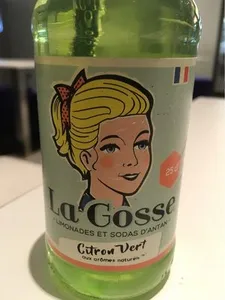 La Gosse
LIMONADES ET SODAS D'ANTAN
Citron Vert
aux arômes naturels